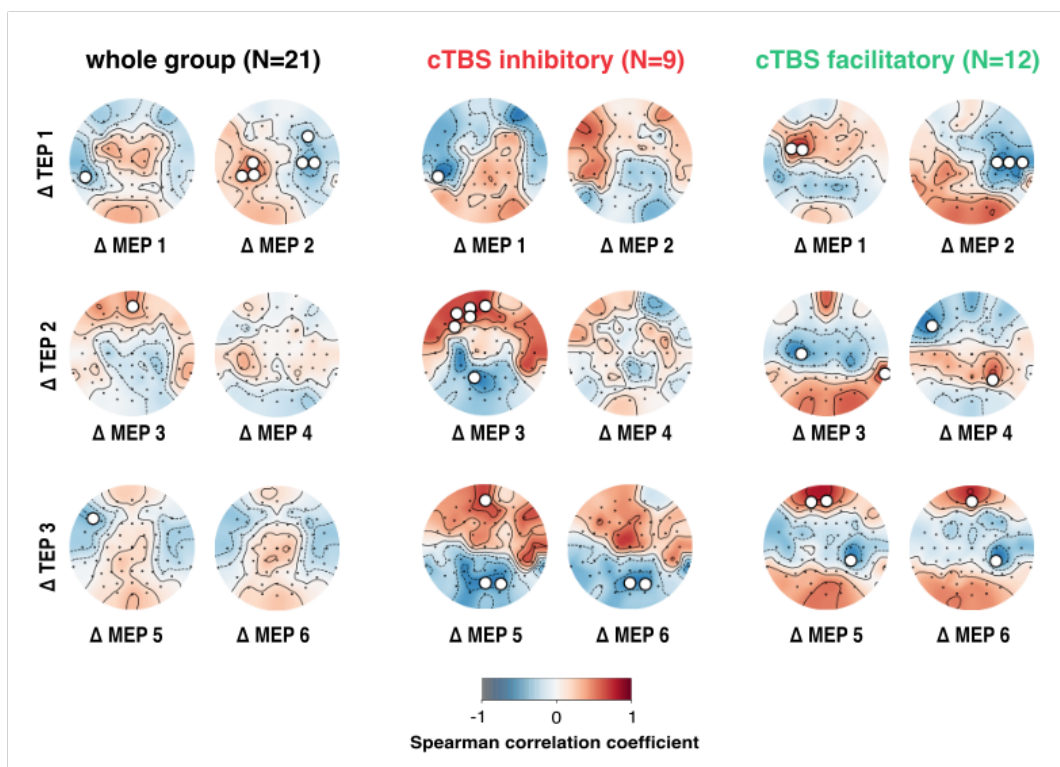 whole group (N=21)
cTBS inhibitory (N=9)
cTBS facilitatory (N=12)
Δ TEP 1
Δ MEP 1
Δ MEP 2
Δ MEP 1
Δ MEP 2
Δ MEP 1
Δ MEP 2
Δ TEP 2
Δ MEP 3
Δ MEP 4
Δ MEP 3
Δ MEP 4
Δ MEP 3
Δ MEP 4
Δ TEP 3
Δ MEP 5
Δ MEP 6
Δ MEP 5
Δ MEP 6
Δ MEP 5
Δ MEP 6
-1 0 1
Spearman correlation coefficient